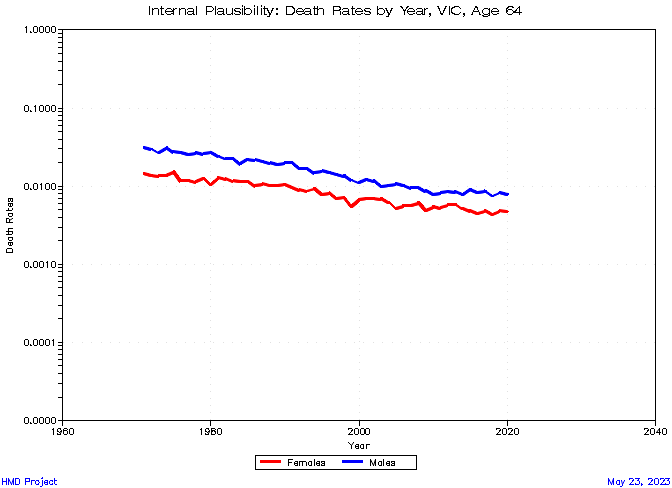 Internal Plausibility: Death Rates by Year, VIC, Age 64
1.0000
0.1000
0.0100
0.0010
0.0001
0.0000
Death Rates
1960
1980
2000
2020
2040
Year
Females
Males
HMD Project
May 23, 2023